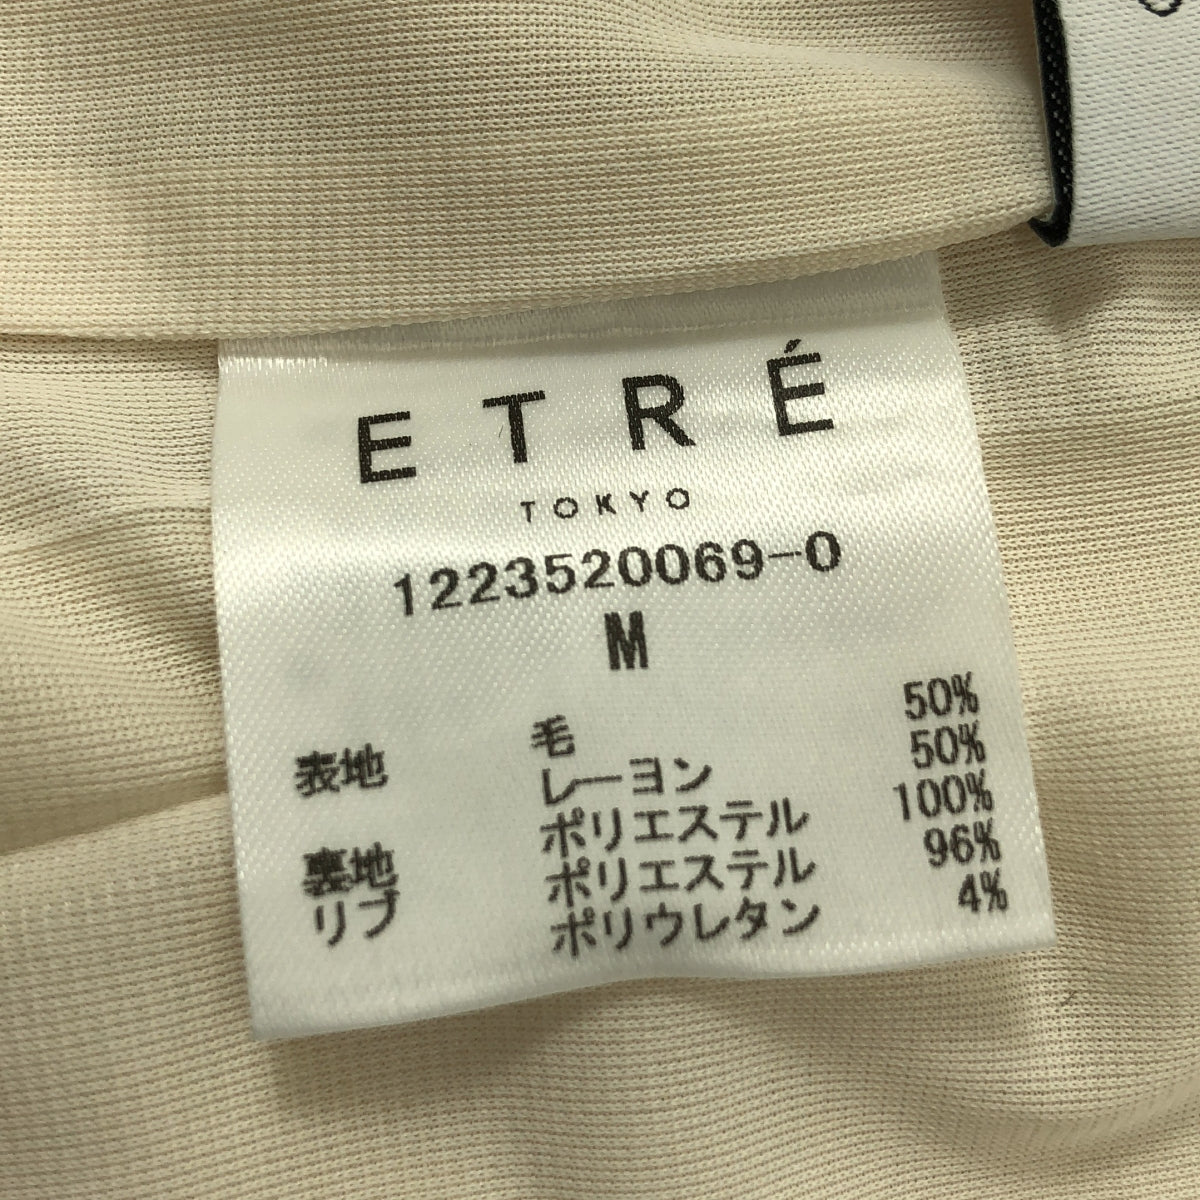 ETRÉ
TOKYO
1223520069-0
M
表地 毛 50%
レーヨン 50%
裏地 ポリエステル 100%
リブ ポリエステル 96%
ポリウレタン 4%